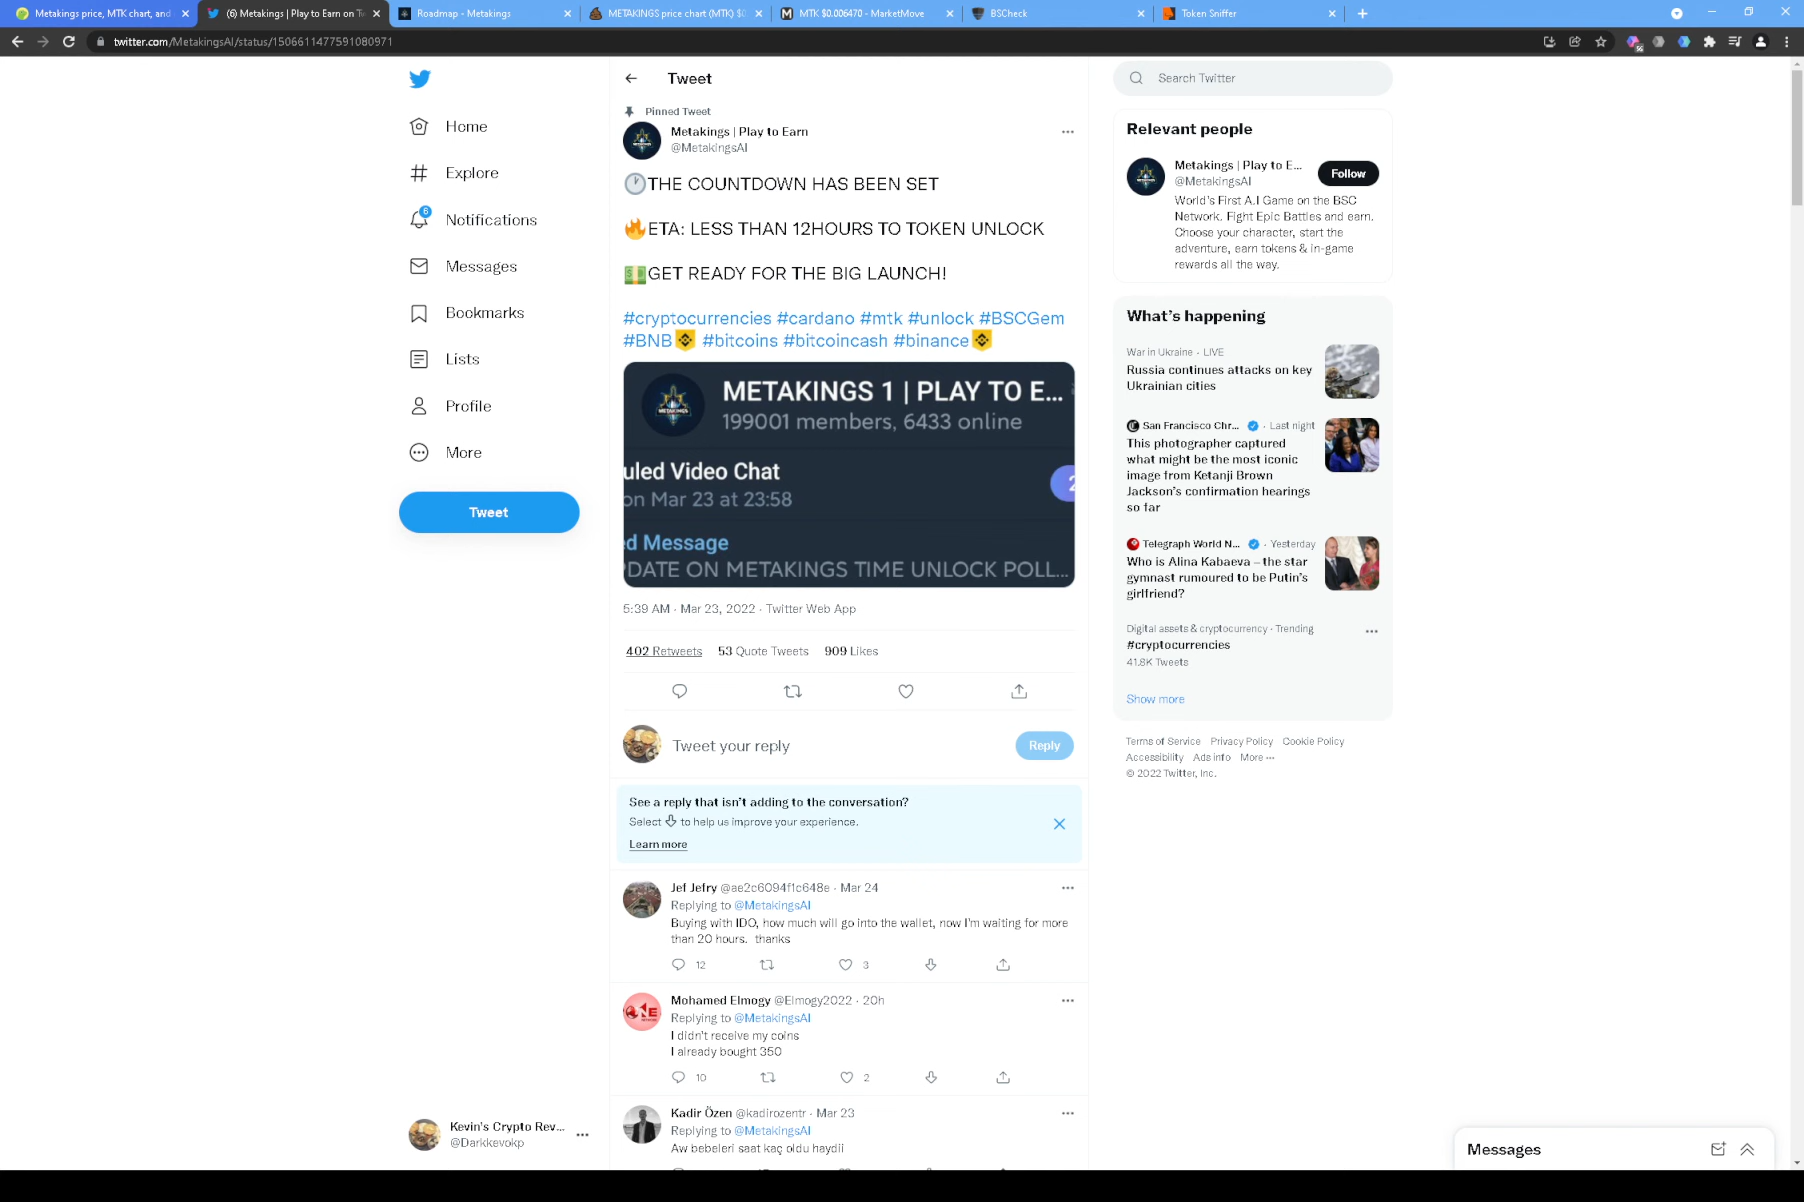 Metakings price, MTK chart, and
(6) Metakings | Play to Earn on Tw
Roadmap - Metakings
METAKINGS price chart (MTK) $0
MTK $0.006470 - MarketMove
BSCheck
Token Sniffer
twitter.com/MetakingsAI/status/1506611477591080971
Home
Explore
6
Notifications
Messages
Bookmarks
Lists
Profile
More
Tweet
Kevin's Crypto Rev...
@Darkkevokp
Tweet
Pinned Tweet
Metakings | Play to Earn
@MetakingsAI
THE COUNTDOWN HAS BEEN SET
ETA: LESS THAN 12HOURS TO TOKEN UNLOCK
GET READY FOR THE BIG LAUNCH!
#cryptocurrencies #cardano #mtk #unlock #BSCGem
#BNB #bitcoins #bitcoincash #binance
METAKINGS
METAKINGS 1 | PLAY TO E...
199001 members, 6433 online
uled Video Chat
on Mar 23 at 23:58
2
ed Message
PDATE ON METAKINGS TIME UNLOCK POLL...
5:39 AM · Mar 23, 2022 · Twitter Web App
402 Retweets 53 Quote Tweets 909 Likes
Tweet your reply
Reply
See a reply that isn't adding to the conversation?
Select to help us improve your experience.
Learn more
Jef Jefry @ae2c6094f1c648e · Mar 24
Replying to @MetakingsAI
Buying with IDO, how much will go into the wallet, now I'm waiting for more
than 20 hours. thanks
12 3
Mohamed Elmogy @Elmogy2022 · 20h
Replying to @MetakingsAI
I didn't receive my coins
I already bought 350
10 2
Kadir Özen @kadirozentr · Mar 23
Replying to @MetakingsAI
Aw bebeleri saat kaç oldu haydii
Search Twitter
Relevant people
Metakings | Play to E...
@MetakingsAI
Follow
World's First A.I Game on the BSC
Network. Fight Epic Battles and earn.
Choose your character, start the
adventure, earn tokens & in-game
rewards all the way.
What's happening
War in Ukraine · LIVE
Russia continues attacks on key
Ukrainian cities
San Francisco Chr... · Last night
This photographer captured
what might be the most iconic
image from Ketanji Brown
Jackson's confirmation hearings
so far
Telegraph World N... · Yesterday
Who is Alina Kabaeva – the star
gymnast rumoured to be Putin's
girlfriend?
Digital assets & cryptocurrency · Trending
#cryptocurrencies
41.8K Tweets
Show more
Terms of Service Privacy Policy Cookie Policy
Accessibility Ads info More ···
© 2022 Twitter, Inc.
Messages